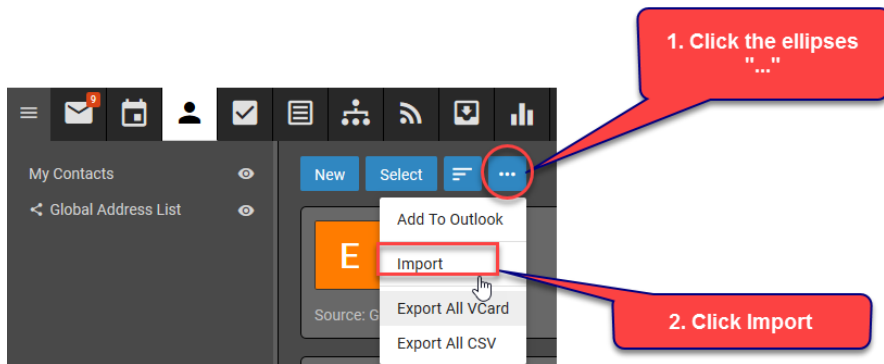 1. Click the ellipses
"..."
9
My Contacts
Global Address List
New
Select
...
Add To Outlook
E
Import
Source: G
Export All VCard
Export All CSV
2. Click Import